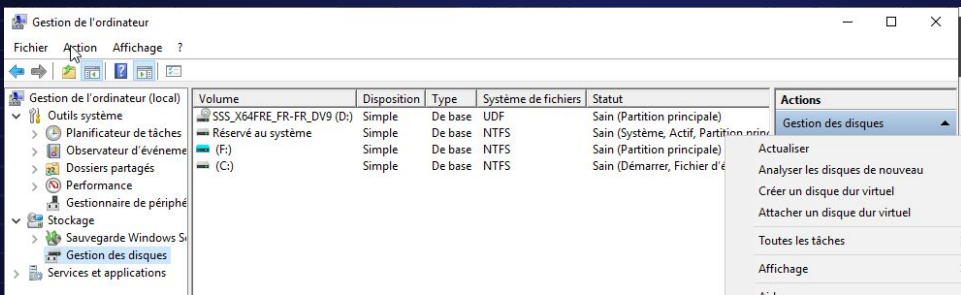 Gestion de l'ordinateur
Fichier Action Affichage ?
Gestion de l'ordinateur (local)
Outils système
Planificateur de tâches
Observateur d'événeme
Dossiers partagés
Performance
Gestionnaire de périphé
Stockage
Sauvegarde Windows Se
Gestion des disques
Services et applications
Volume Disposition Type Système de fichiers Statut
SSS_X64FRE_FR-FR_DV9 (D:) Simple De base UDF Sain (Partition principale)
Réservé au système Simple De base NTFS Sain (Système, Actif, Partition princ
(F:) Simple De base NTFS Sain (Partition principale)
(C:) Simple De base NTFS Sain (Démarrer, Fichier d'é
Actions
Gestion des disques
Actualiser
Analyser les disques de nouveau
Créer un disque dur virtuel
Attacher un disque dur virtuel
Toutes les tâches
Affichage